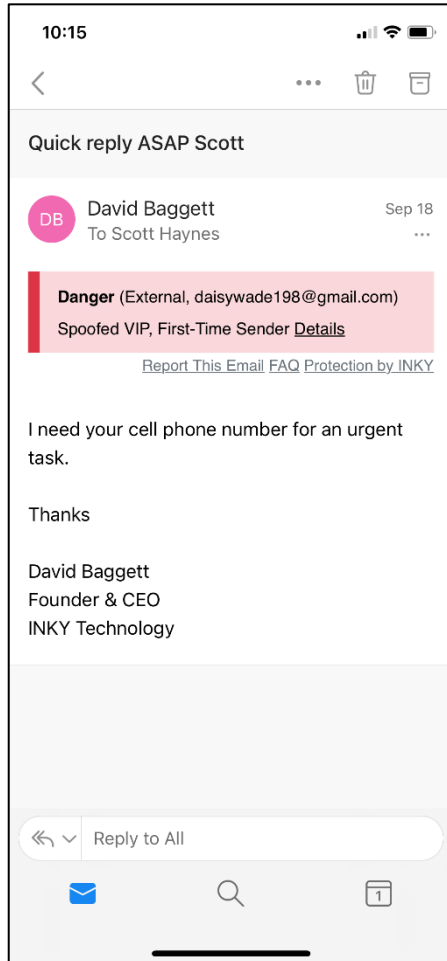 10:15
Quick reply ASAP Scott
DB
David Baggett
Sep 18
To Scott Haynes
Danger (External, daisywade198@gmail.com)
Spoofed VIP, First-Time Sender Details
Report This Email FAQ Protection by INKY
I need your cell phone number for an urgent
task.
Thanks
David Baggett
Founder & CEO
INKY Technology
Reply to All
1